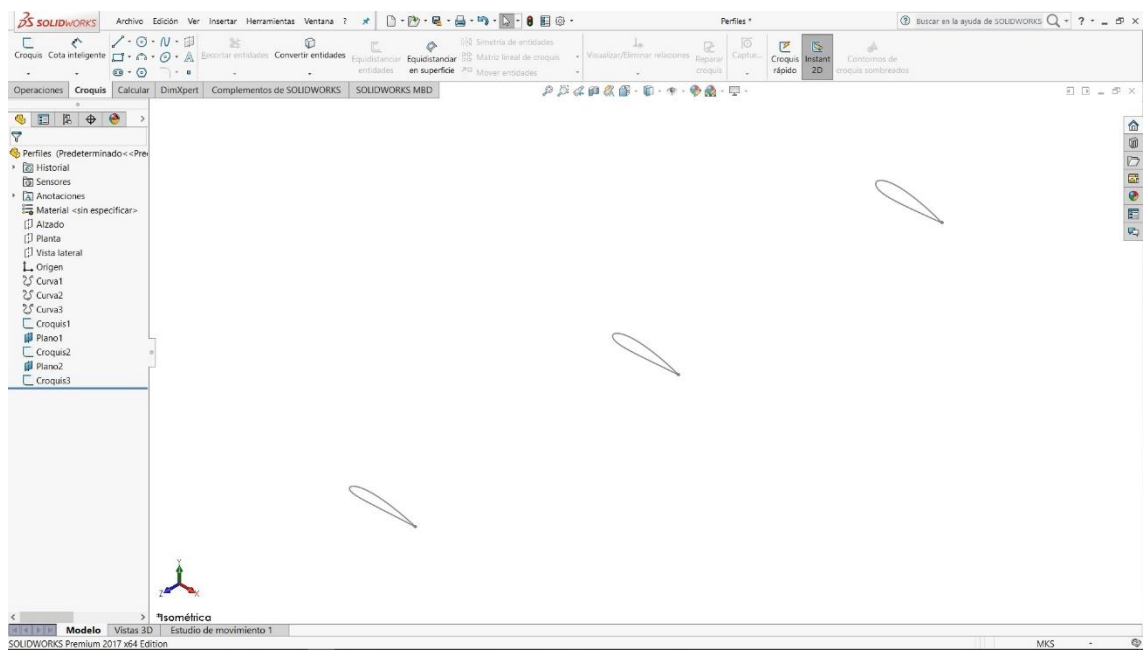 SOLIDWORKS Archivo Edición Ver Insertar Herramientas Ventana ? Perfiles * Buscar en la ayuda de SOLIDWORKS ?
Croquis Cota inteligente Recortar entidades Convertir entidades Equidistanciar entidades Equidistanciar en superficie Simetría de entidades Matriz lineal de croquis Mover entidades Visualizar/Eliminar relaciones Reparar croquis Captur... Croquis rápido Instant 2D Contornos de croquis sombreados
Operaciones Croquis Calcular DimXpert Complementos de SOLIDWORKS SOLIDWORKS MBD
Perfiles (Predeterminado<<Pre
Historial
Sensores
Anotaciones
Material <sin especificar>
Alzado
Planta
Vista lateral
Origen
Curva1
Curva2
Curva3
Croquis1
Plano1
Croquis2
Plano2
Croquis3
Y
Z X
*Isométrica
Modelo Vistas 3D Estudio de movimiento 1
SOLIDWORKS Premium 2017 x64 Edition MKS -